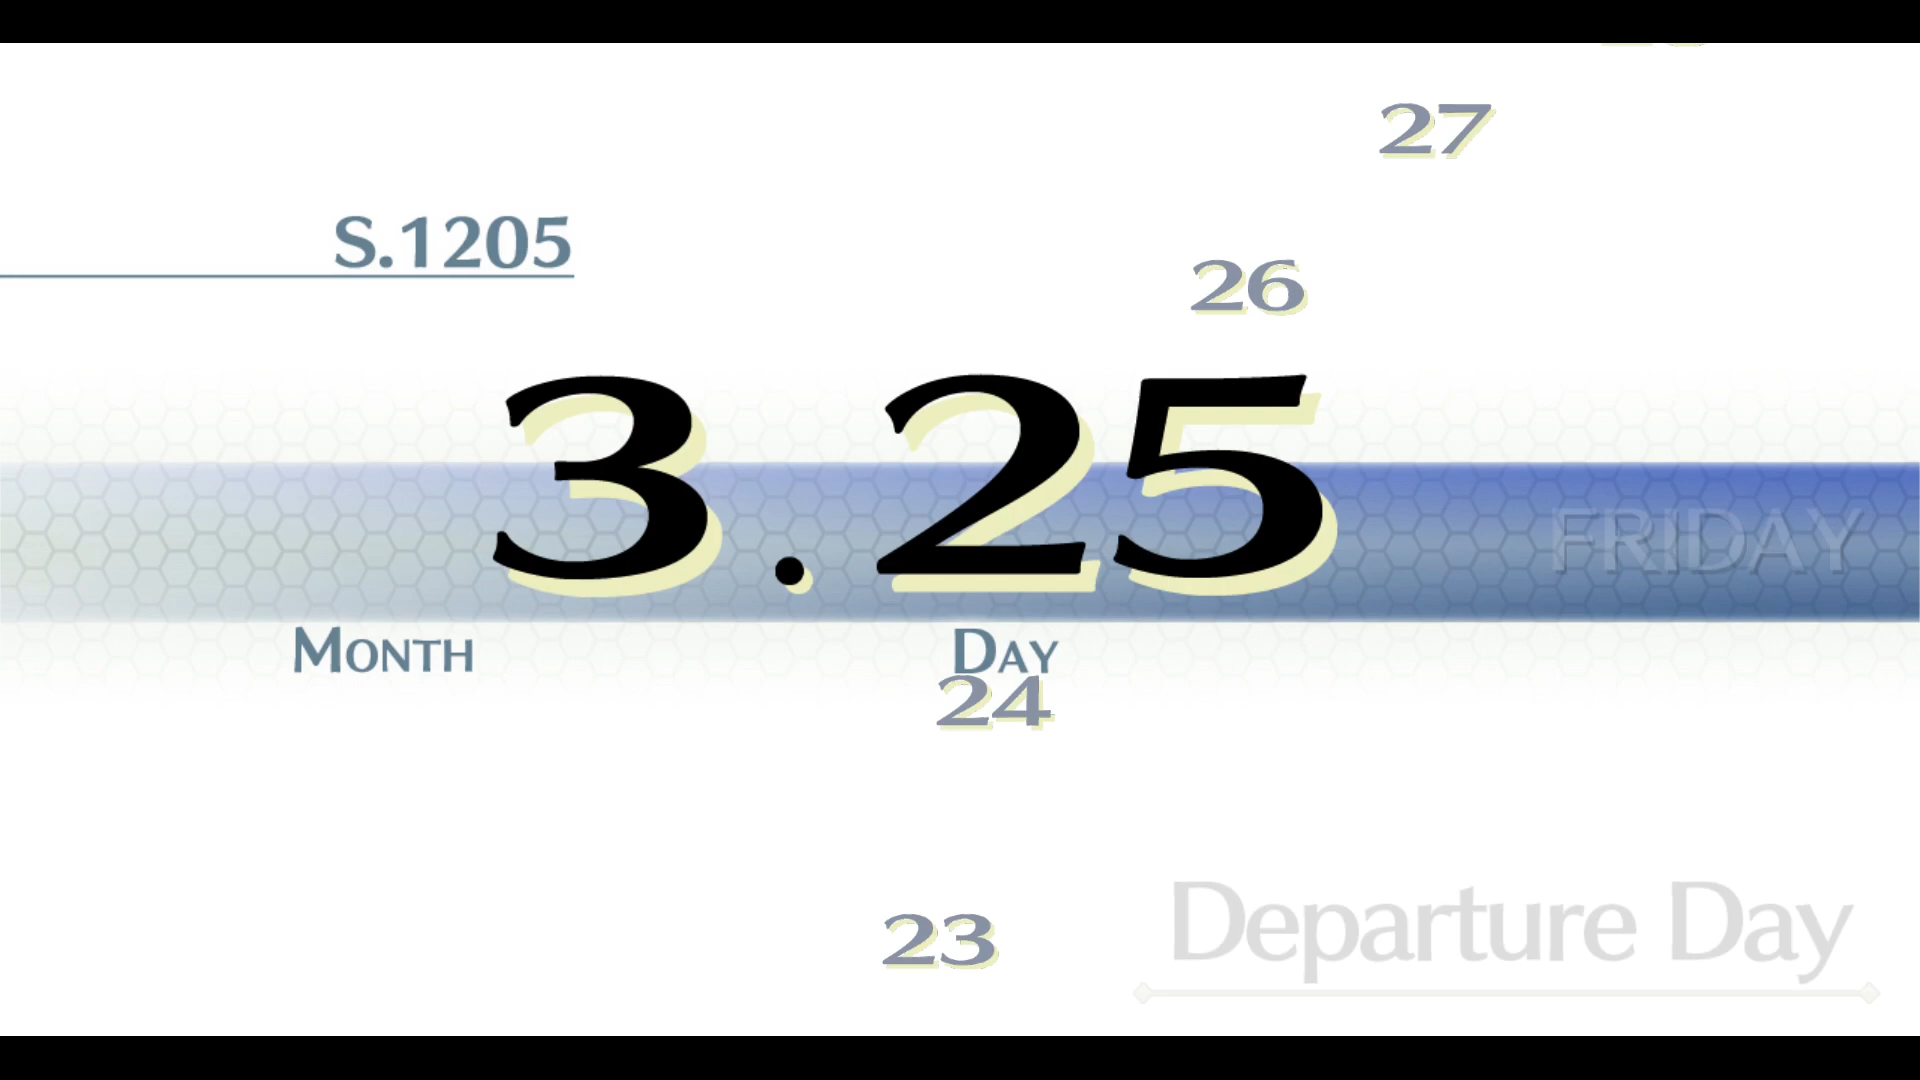 27
S.1205
26
3.25
FRIDAY
MONTH
DAY
24
Departure Day
23